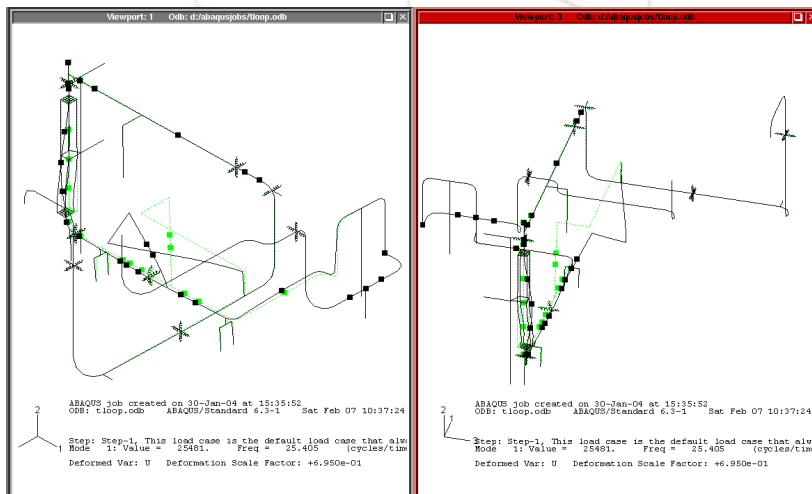 Viewport: 1 Odb: d:/abaqusjobs/tloop.odb
2
1
ABAQUS job created on 30-Jan-04 at 15:35:52
ODB: tloop.odb ABAQUS/Standard 6.3-1 Sat Feb 07 10:37:24
Step: Step-1, This load case is the default load case that alw
Mode 1: Value = 25481. Freq = 25.405 (cycles/time
Deformed Var: U Deformation Scale Factor: +6.950e-01
Viewport: 3 Odb: d:/abaqusjobs/tloop.odb
2
1
3
ABAQUS job created on 30-Jan-04 at 15:35:52
ODB: tloop.odb ABAQUS/Standard 6.3-1 Sat Feb 07 10:37:24
Step: Step-1, This load case is the default load case that alw
Mode 1: Value = 25481. Freq = 25.405 (cycles/time
Deformed Var: U Deformation Scale Factor: +6.950e-01